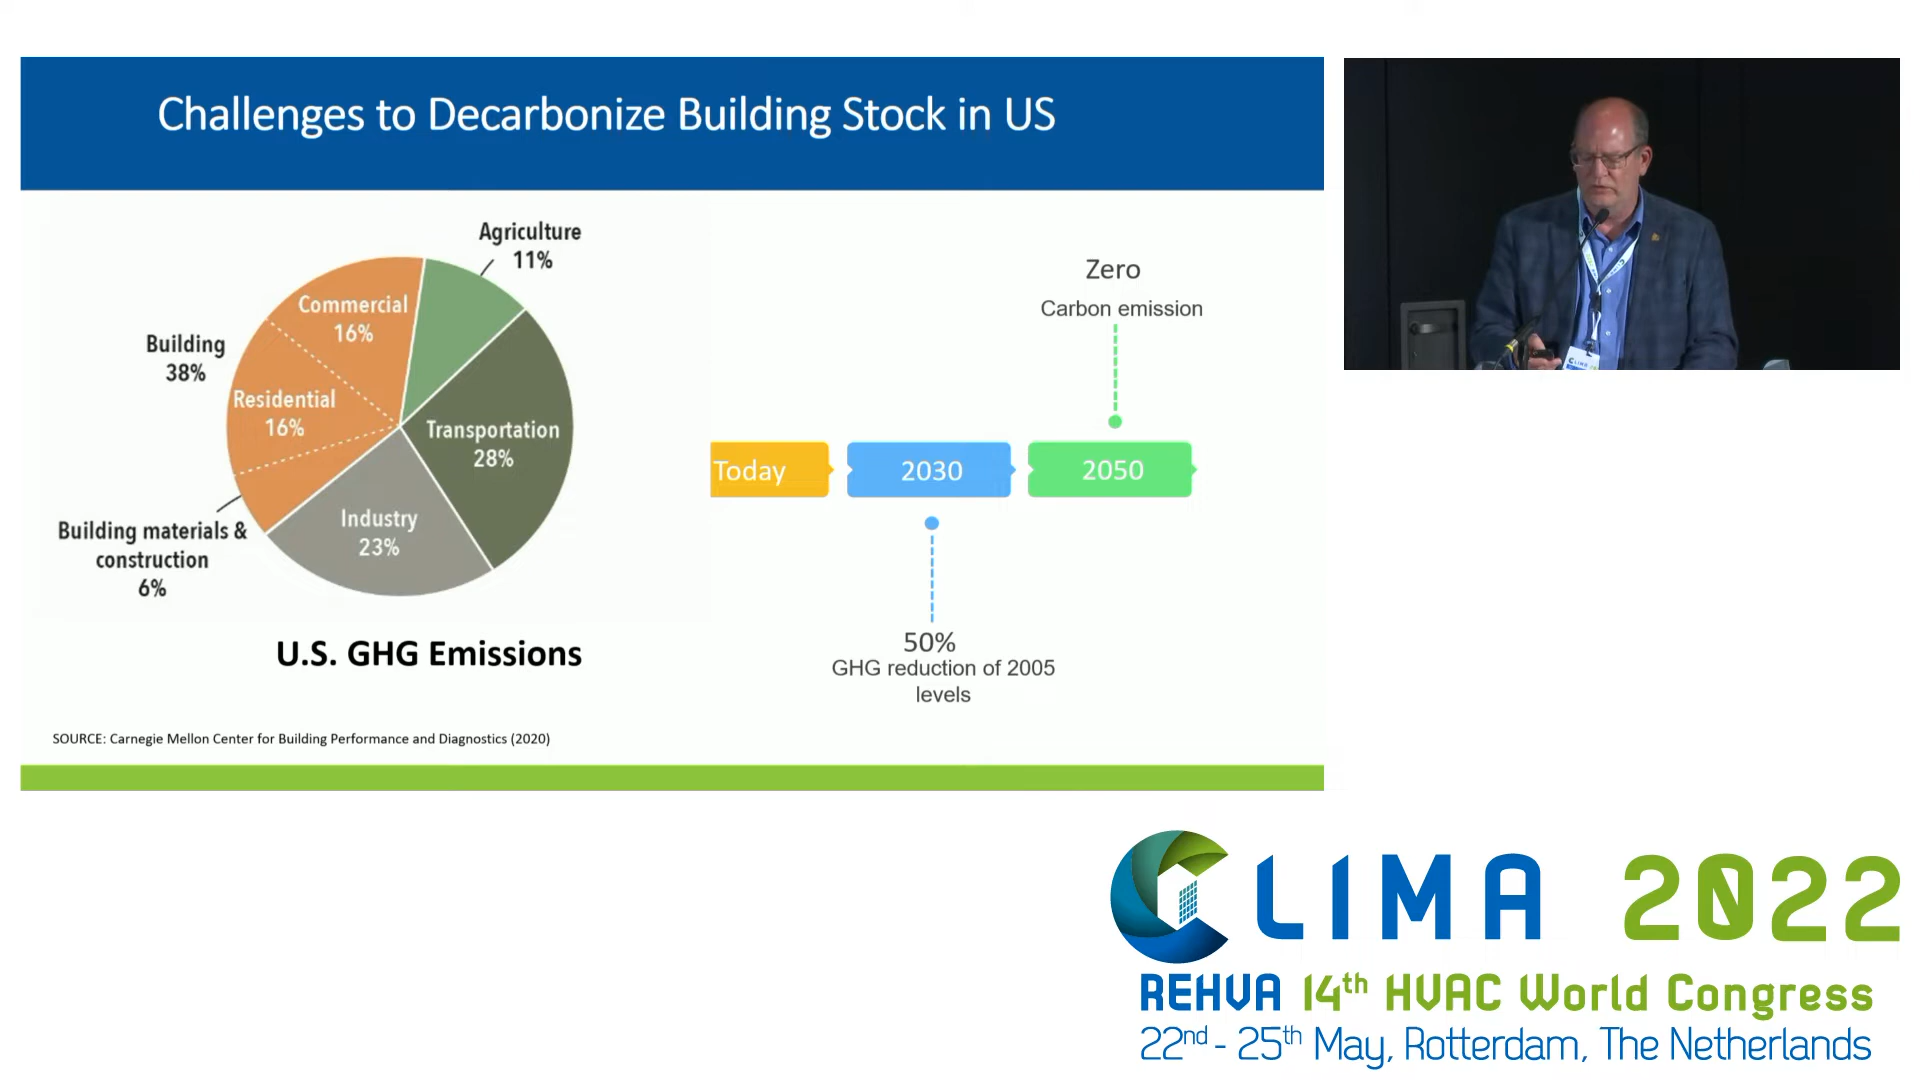 Challenges to Decarbonize Building Stock in US
Agriculture
11%
Commercial
16%
Building
38%
Residential
16%
Transportation
28%
Industry
23%
Building materials &
construction
6%
U.S. GHG Emissions
SOURCE: Carnegie Mellon Center for Building Performance and Diagnostics (2020)
Zero
Carbon emission
Today
2030
2050
50%
GHG reduction of 2005
levels
CLIMA
CLIMA 2022
REHVA 14th HVAC World Congress
22nd - 25th May, Rotterdam, The Netherlands